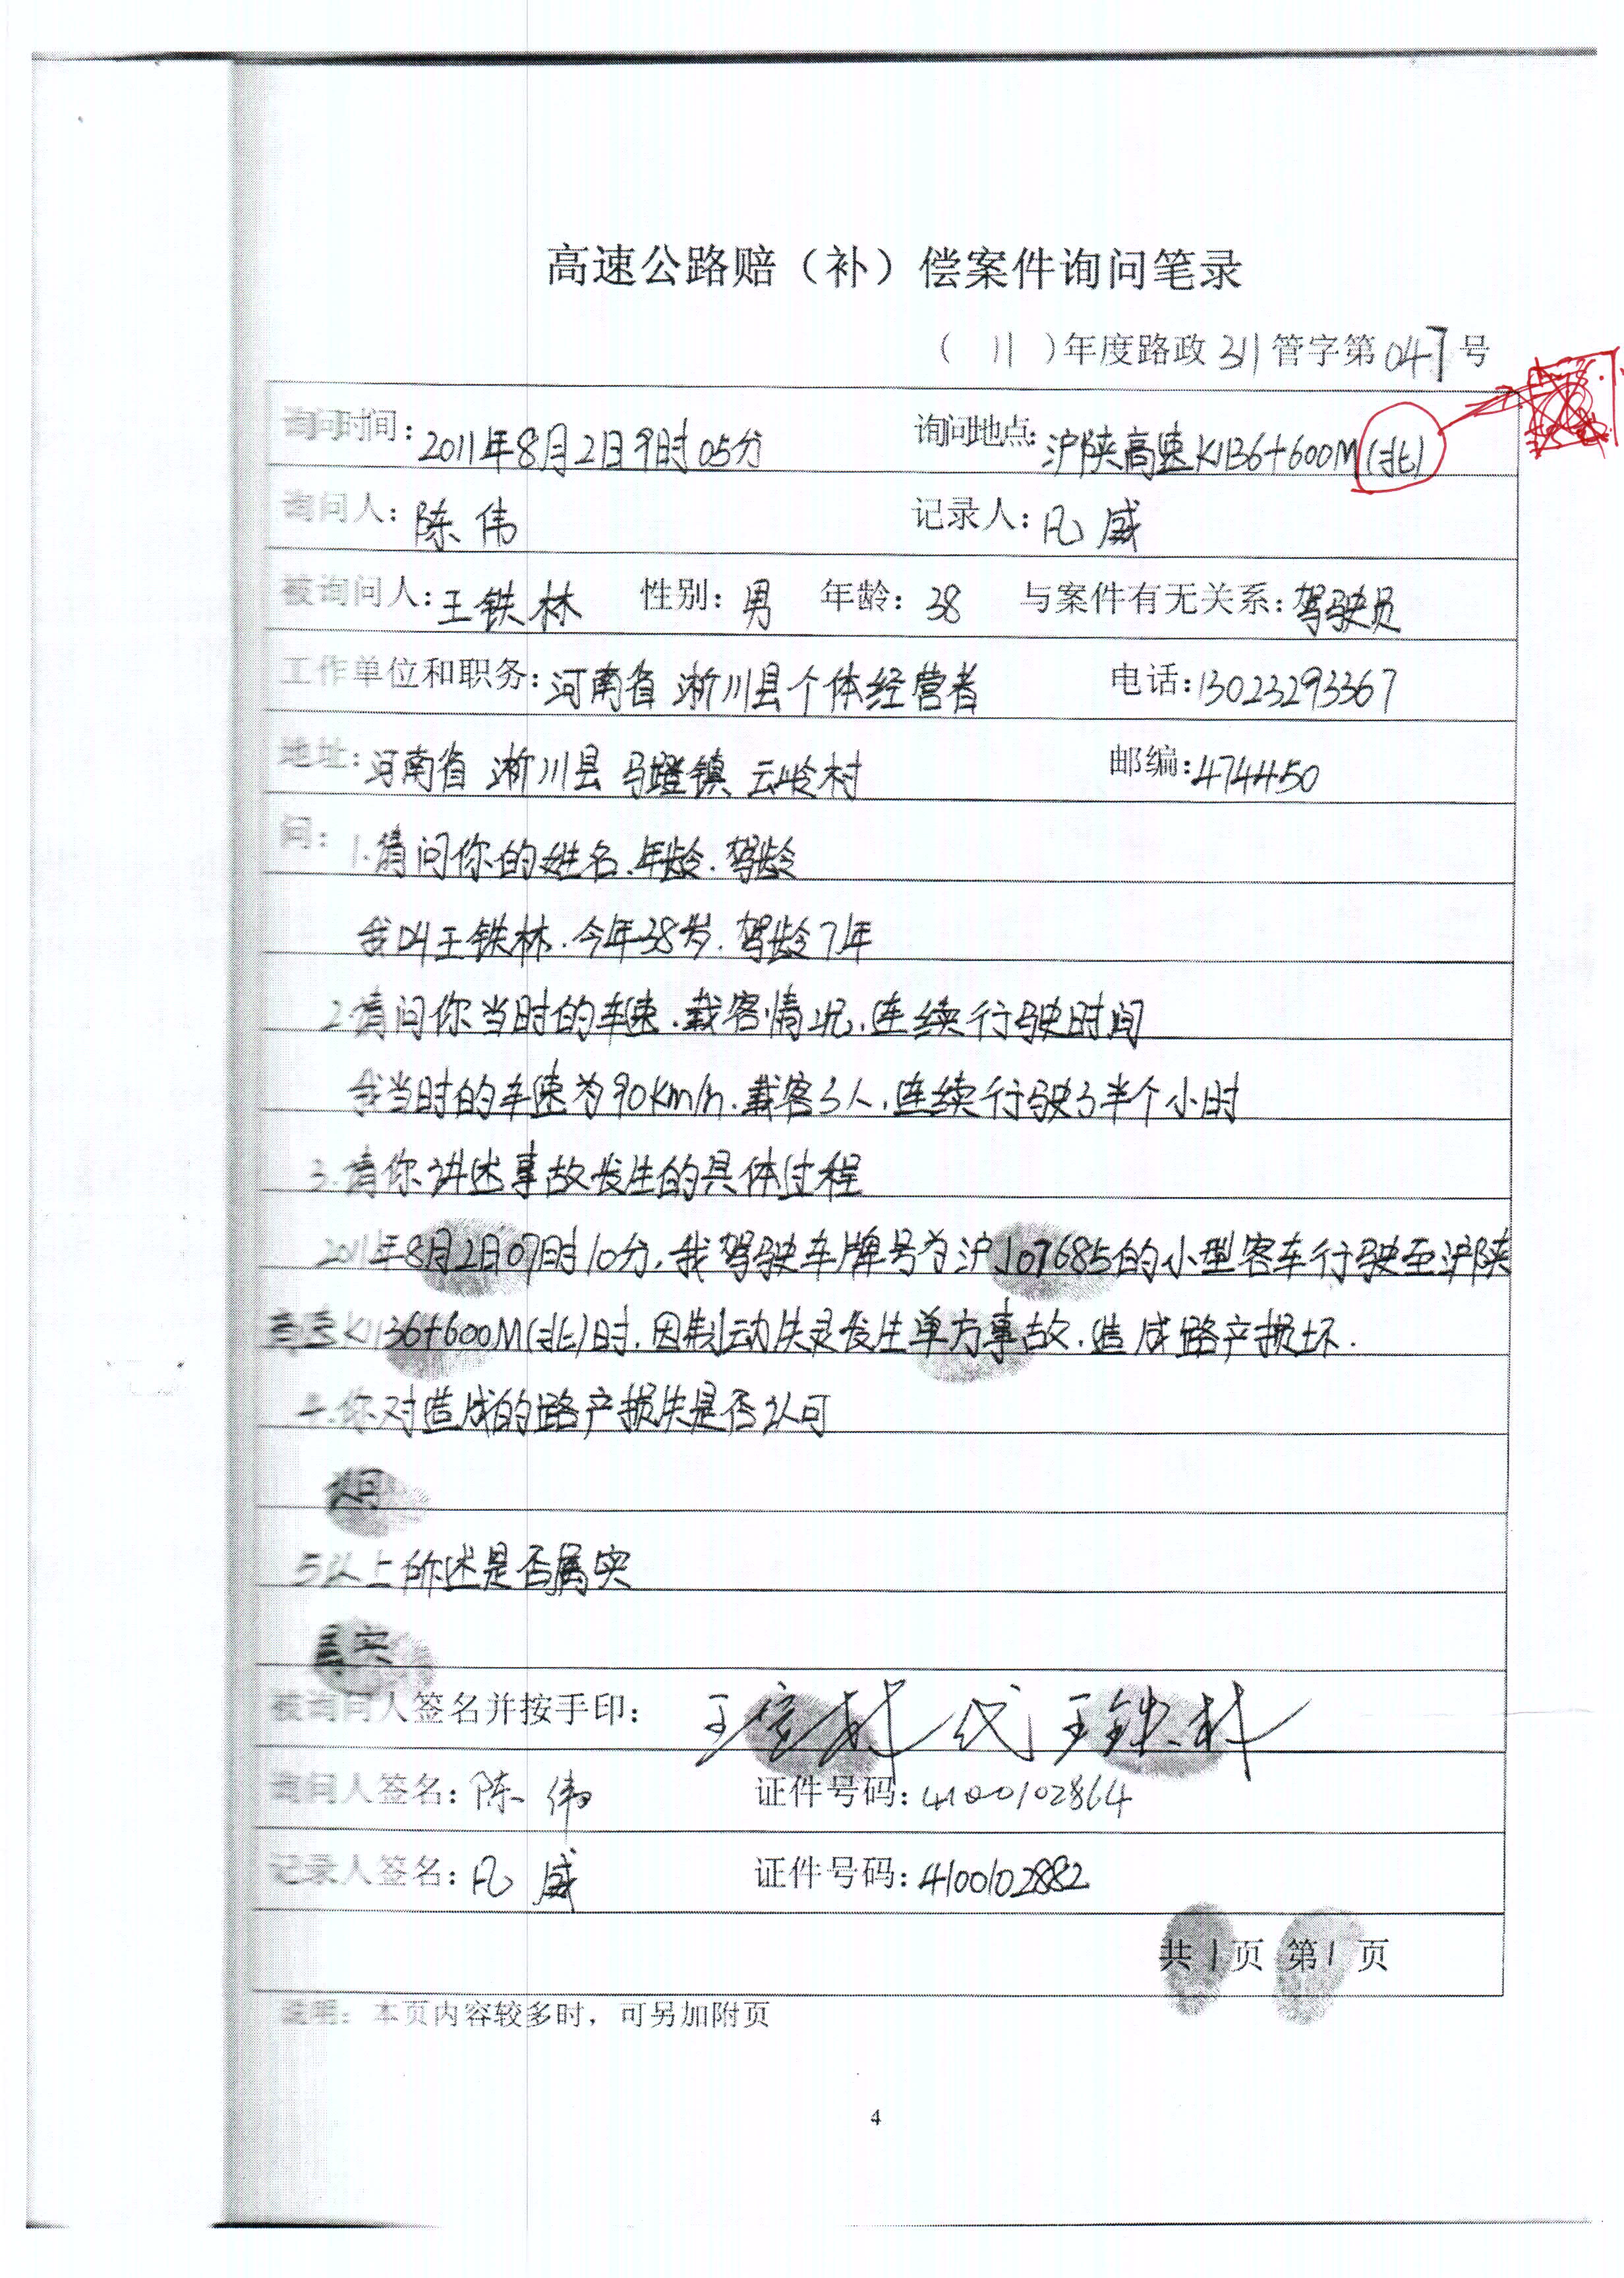 高速公路赔（补）偿案件询问笔录
（ 11 ）年度路政 311 管字第 047 号
询问时间：2011年8月2日9时05分 询问地点：沪陕高速K1136+600M(北)
询问人：陈伟 记录人：凡威
被询问人：王铁林 性别：男 年龄：38 与案件有无关系：驾驶员
工作单位和职务：河南省淅川县个体经营者 电话：13023293367
地址：河南省淅川县马蹬镇云岭村 邮编：474450
问：1.请问你的姓名.年龄.驾龄
我叫王铁林.今年38岁.驾龄7年
2.请问你当时的车速.载客情况.连续行驶时间
我当时的车速为90Km/h.载客3人.连续行驶3半个小时
3.请你讲述事故发生的具体过程
2011年8月2日07时10分.我驾驶车牌号为沪J07685的小型客车行驶至沪陕
高速K1136+600M(北)时.因制动失灵发生单方事故.造成路产损坏.
4.你对造成的路产损失是否认可
认可
5.以上所述是否属实
属实
被询问人签名并按手印： 代王铁林
询问人签名：陈伟 证件号码：4100102864
记录人签名：凡威 证件号码：4100102882
共1页 第1页
说明：本页内容较多时，可另加附页
4